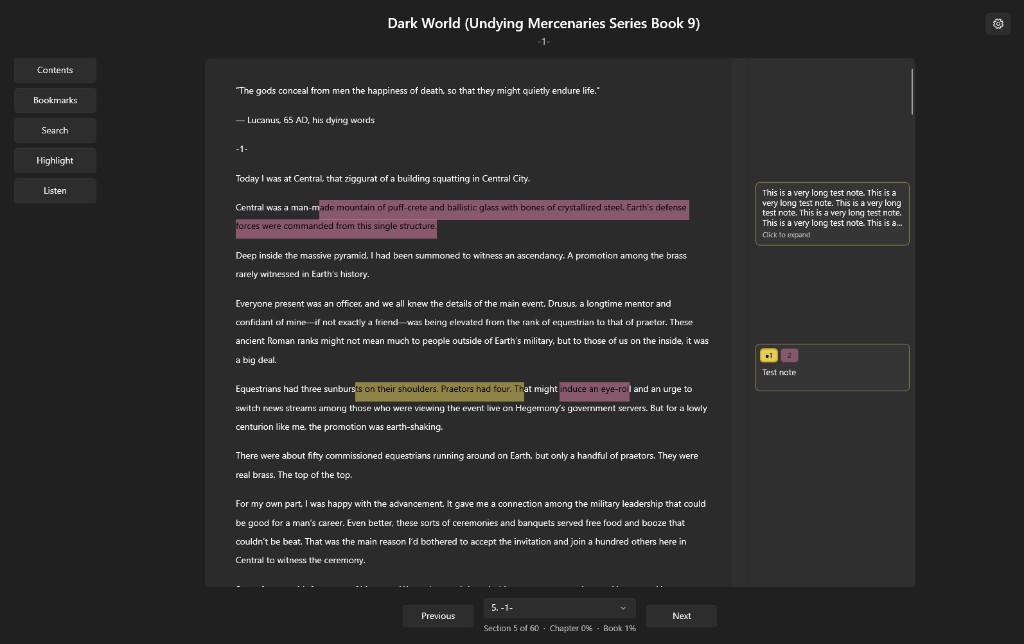 Dark World (Undying Mercenaries Series Book 9)
-1-
Contents
Bookmarks
Search
Highlight
Listen
"The gods conceal from men the happiness of death, so that they might quietly endure life."
— Lucanus, 65 AD, his dying words
-1-
Today I was at Central, that ziggurat of a building squatting in Central City.
Central was a man-made mountain of puff-crete and ballistic glass with bones of crystallized steel. Earth's defense
forces were commanded from this single structure.
Deep inside the massive pyramid, I had been summoned to witness an ascendancy. A promotion among the brass
rarely witnessed in Earth's history.
Everyone present was an officer, and we all knew the details of the main event. Drusus, a longtime mentor and
confidant of mine—if not exactly a friend—was being elevated from the rank of equestrian to that of praetor. These
ancient Roman ranks might not mean much to people outside of Earth's military, but to those of us on the inside, it was
a big deal.
Equestrians had three sunbursts on their shoulders. Praetors had four. That might induce an eye-roll and an urge to
switch news streams among those who were viewing the event live on Hegemony's government servers. But for a lowly
centurion like me, the promotion was earth-shaking.
There were about fifty commissioned equestrians running around on Earth, but only a handful of praetors. They were
real brass. The top of the top.
For my own part, I was happy with the advancement. It gave me a connection among the military leadership that could
be good for a man's career. Even better, these sorts of ceremonies and banquets served free food and booze that
couldn't be beat. That was the main reason I'd bothered to accept the invitation and join a hundred others here in
Central to witness the ceremony.
This is a very long test note. This is a
very long test note. This is a very long
test note. This is a very long test note.
This is a very long test note. This is a...
Click to expand
1 2
Test note
Previous
5. -1-
Next
Section 5 of 60 · Chapter 0% · Book 1%